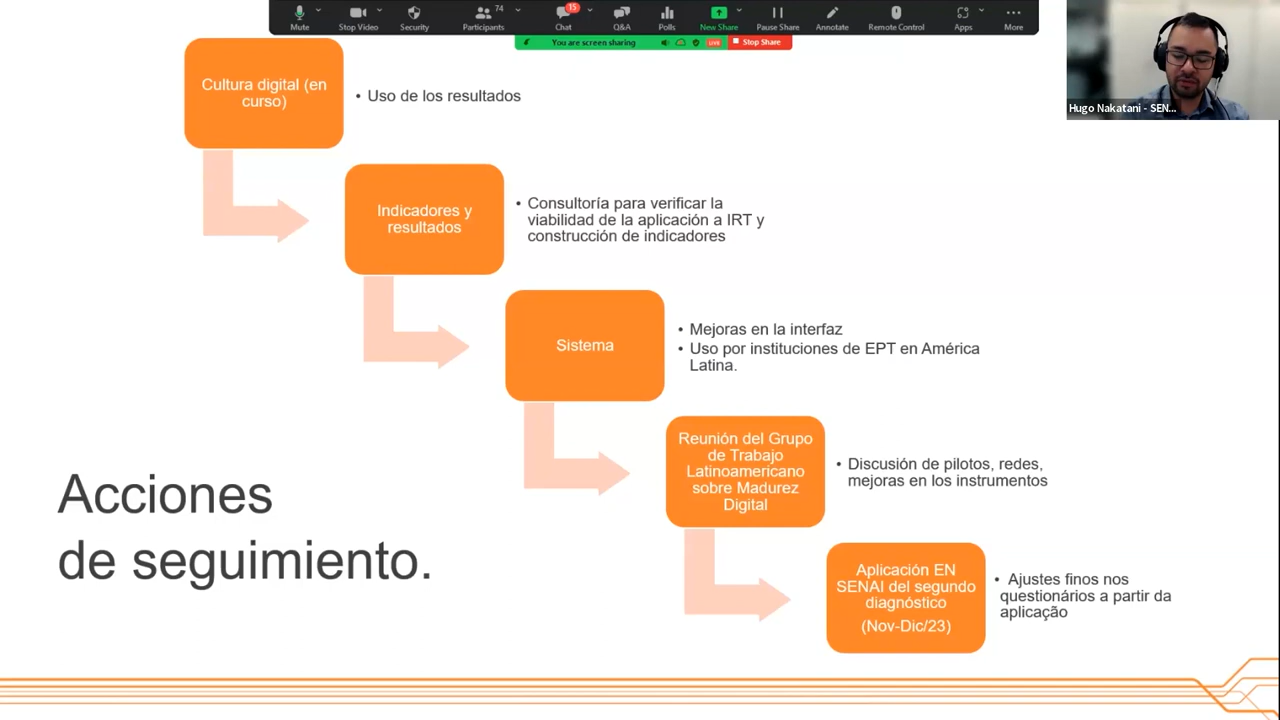 Mute
Stop Video
Security
74
Participants
15
Chat
Q&A
Polls
New Share
Pause Share
Annotate
Remote Control
Apps
More
You are screen sharing
LIVE
Stop Share
Hugo Nakatani - SEN...
Cultura digital (en
curso)
• Uso de los resultados
Indicadores y
resultados
• Consultoría para verificar la
viabilidad de la aplicación a IRT y
construcción de indicadores
Sistema
• Mejoras en la interfaz
• Uso por instituciones de EPT en América
Latina.
Reunión del Grupo
de Trabajo
Latinoamericano
sobre Madurez
Digital
• Discusión de pilotos, redes,
mejoras en los instrumentos
Aplicación EN
SENAI del segundo
diagnóstico
(Nov-Dic/23)
• Ajustes finos nos
questionários a partir da
aplicação
Acciones
de seguimiento.